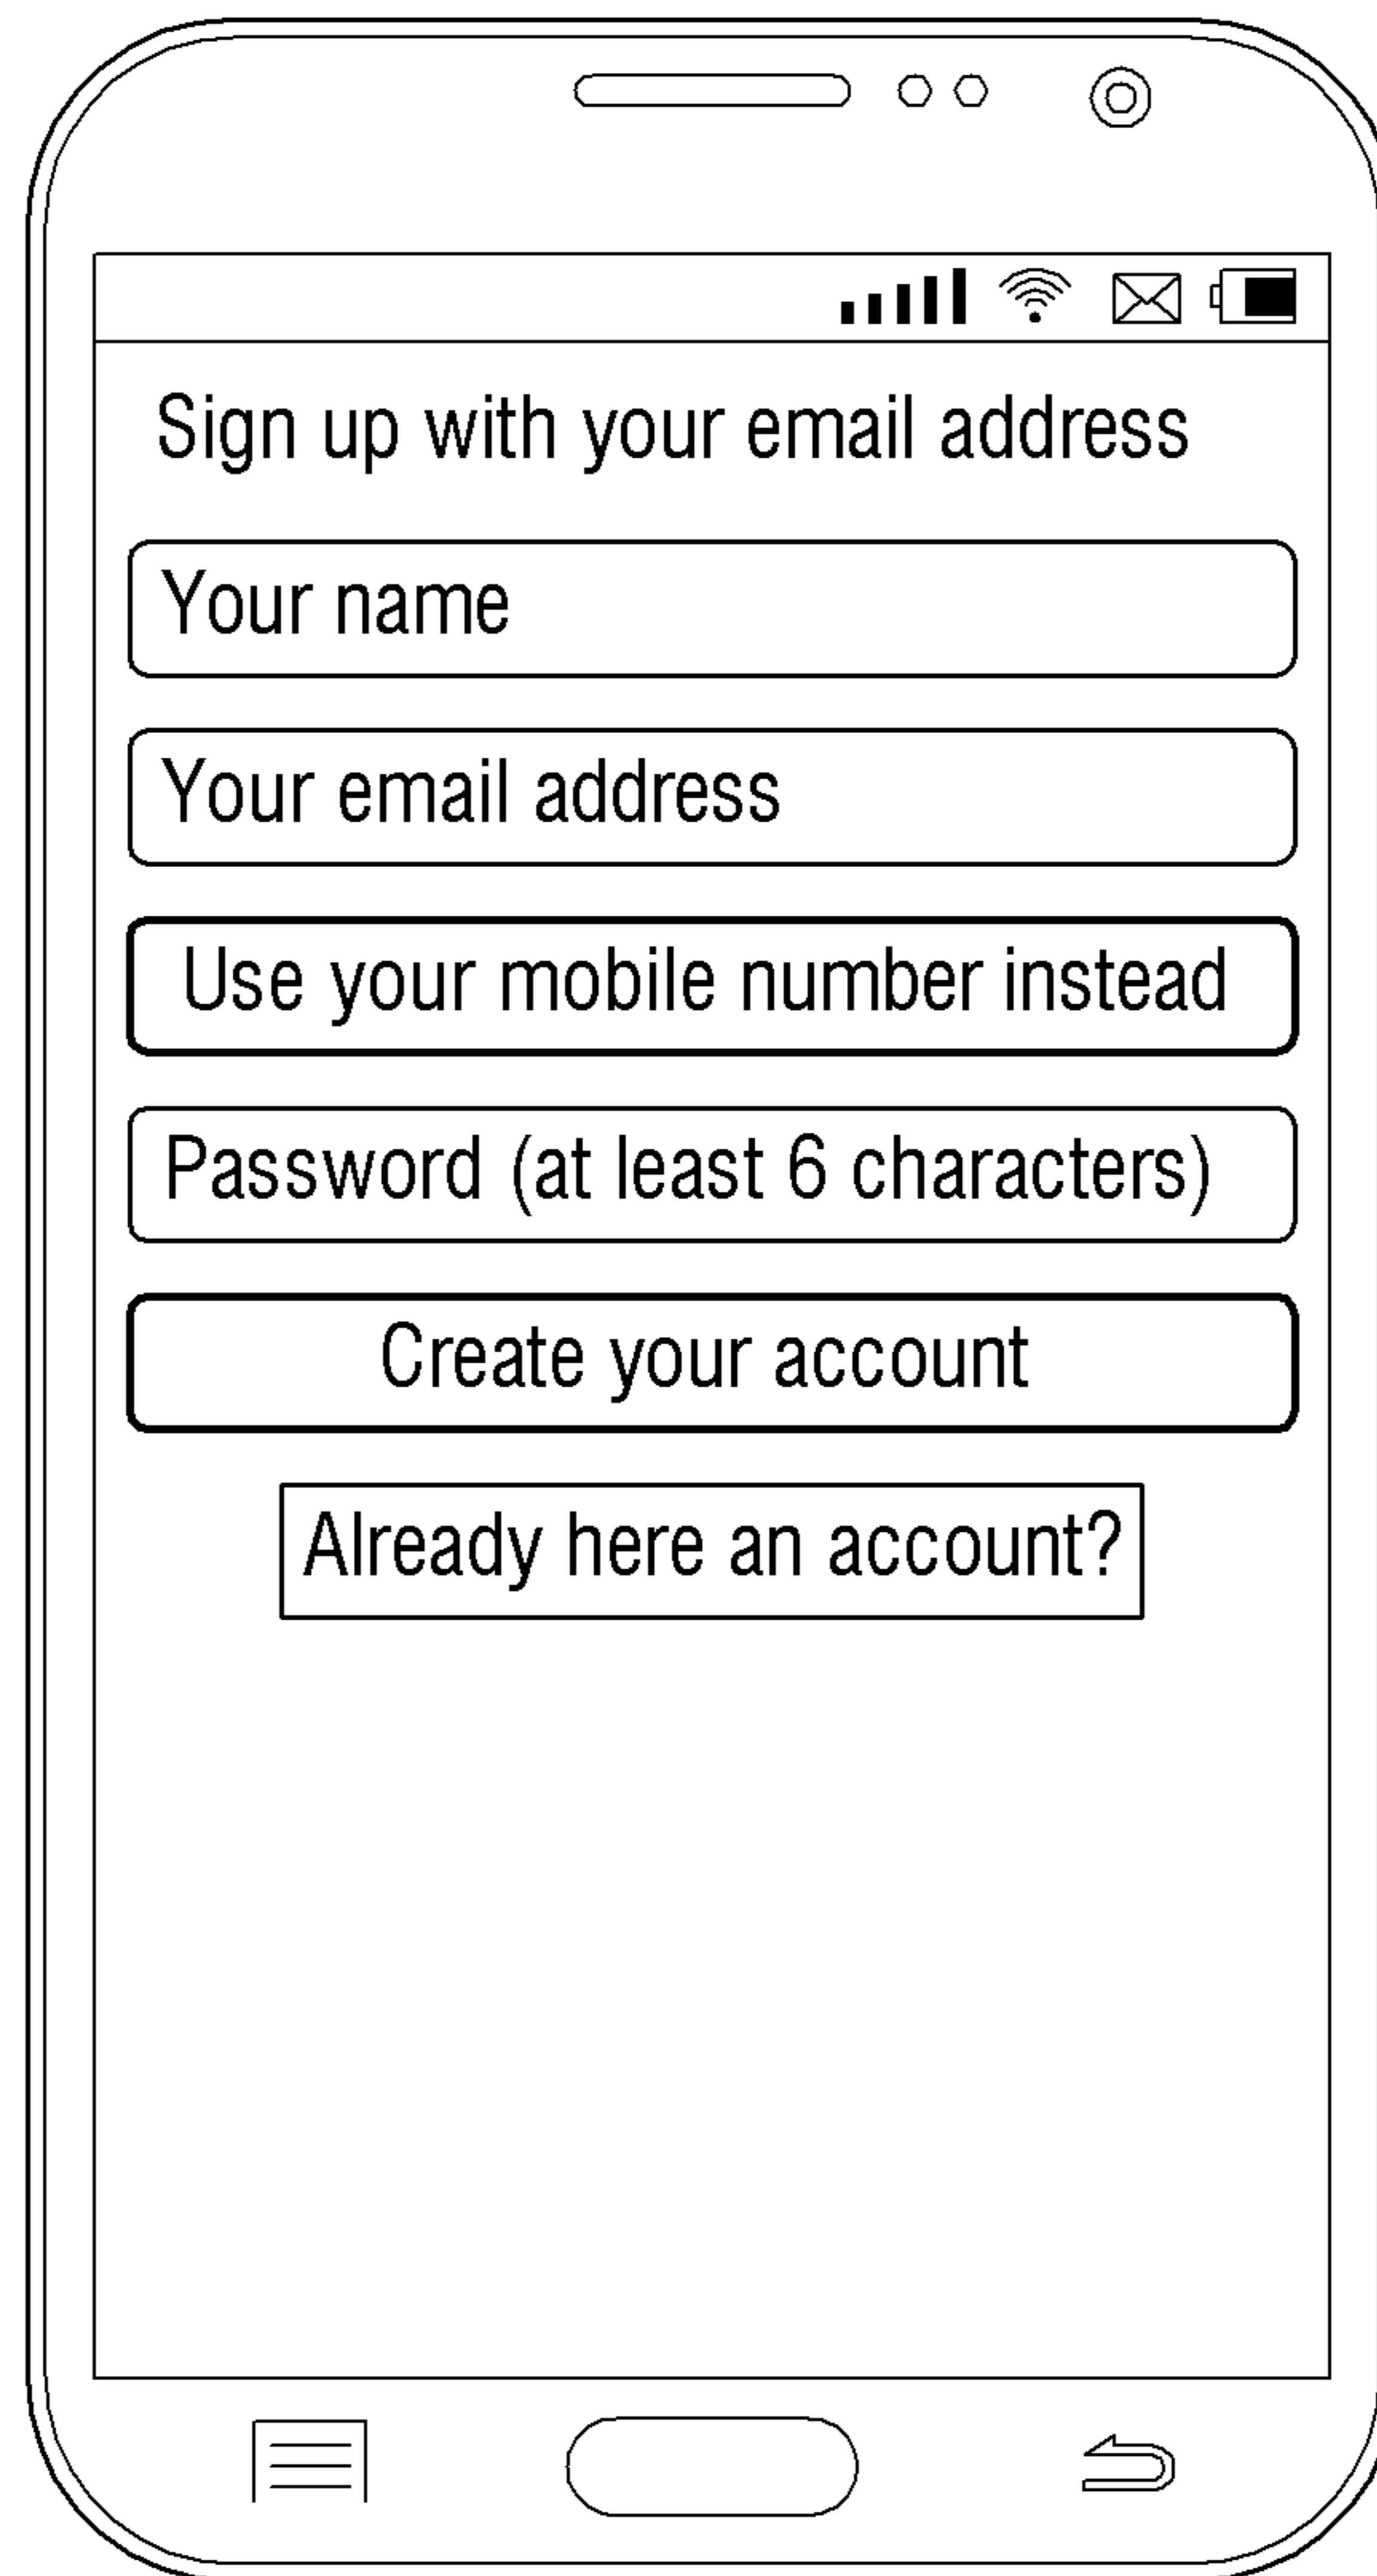 Sign up with your email address
Your name
Your email address
Use your mobile number instead
Password (at least 6 characters)
Create your account
Already here an account?